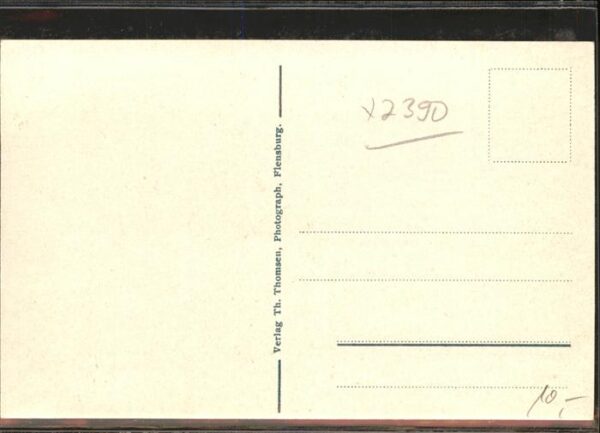 x2390
Verlag Th. Thomsen, Photograph, Flensburg.
10,-